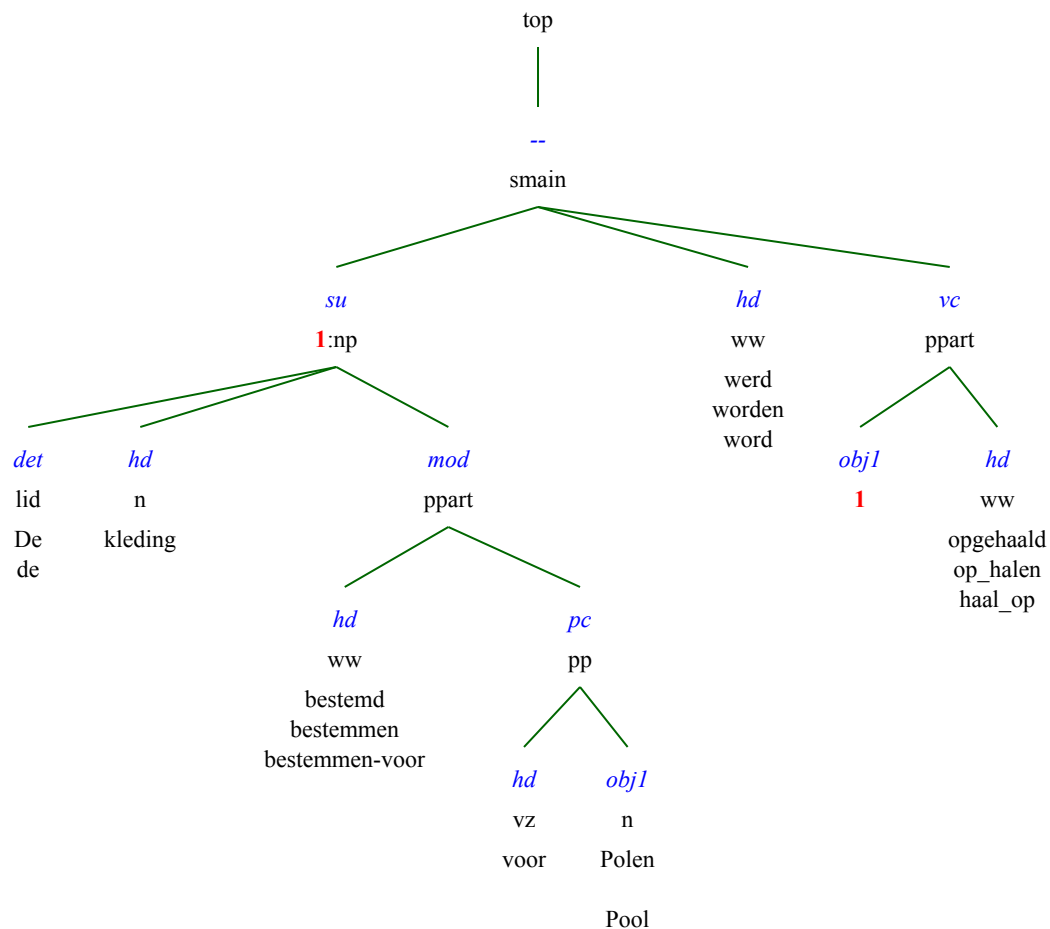 top
--
smain
su hd vc
1:np ww ppart
werd
worden
word
det hd mod obj1 hd
lid n ppart 1 ww
De kleding opgehaald
de op_halen
haal_op
hd pc
ww pp
bestemd
bestemmen
bestemmen-voor
hd obj1
vz n
voor Polen
Pool